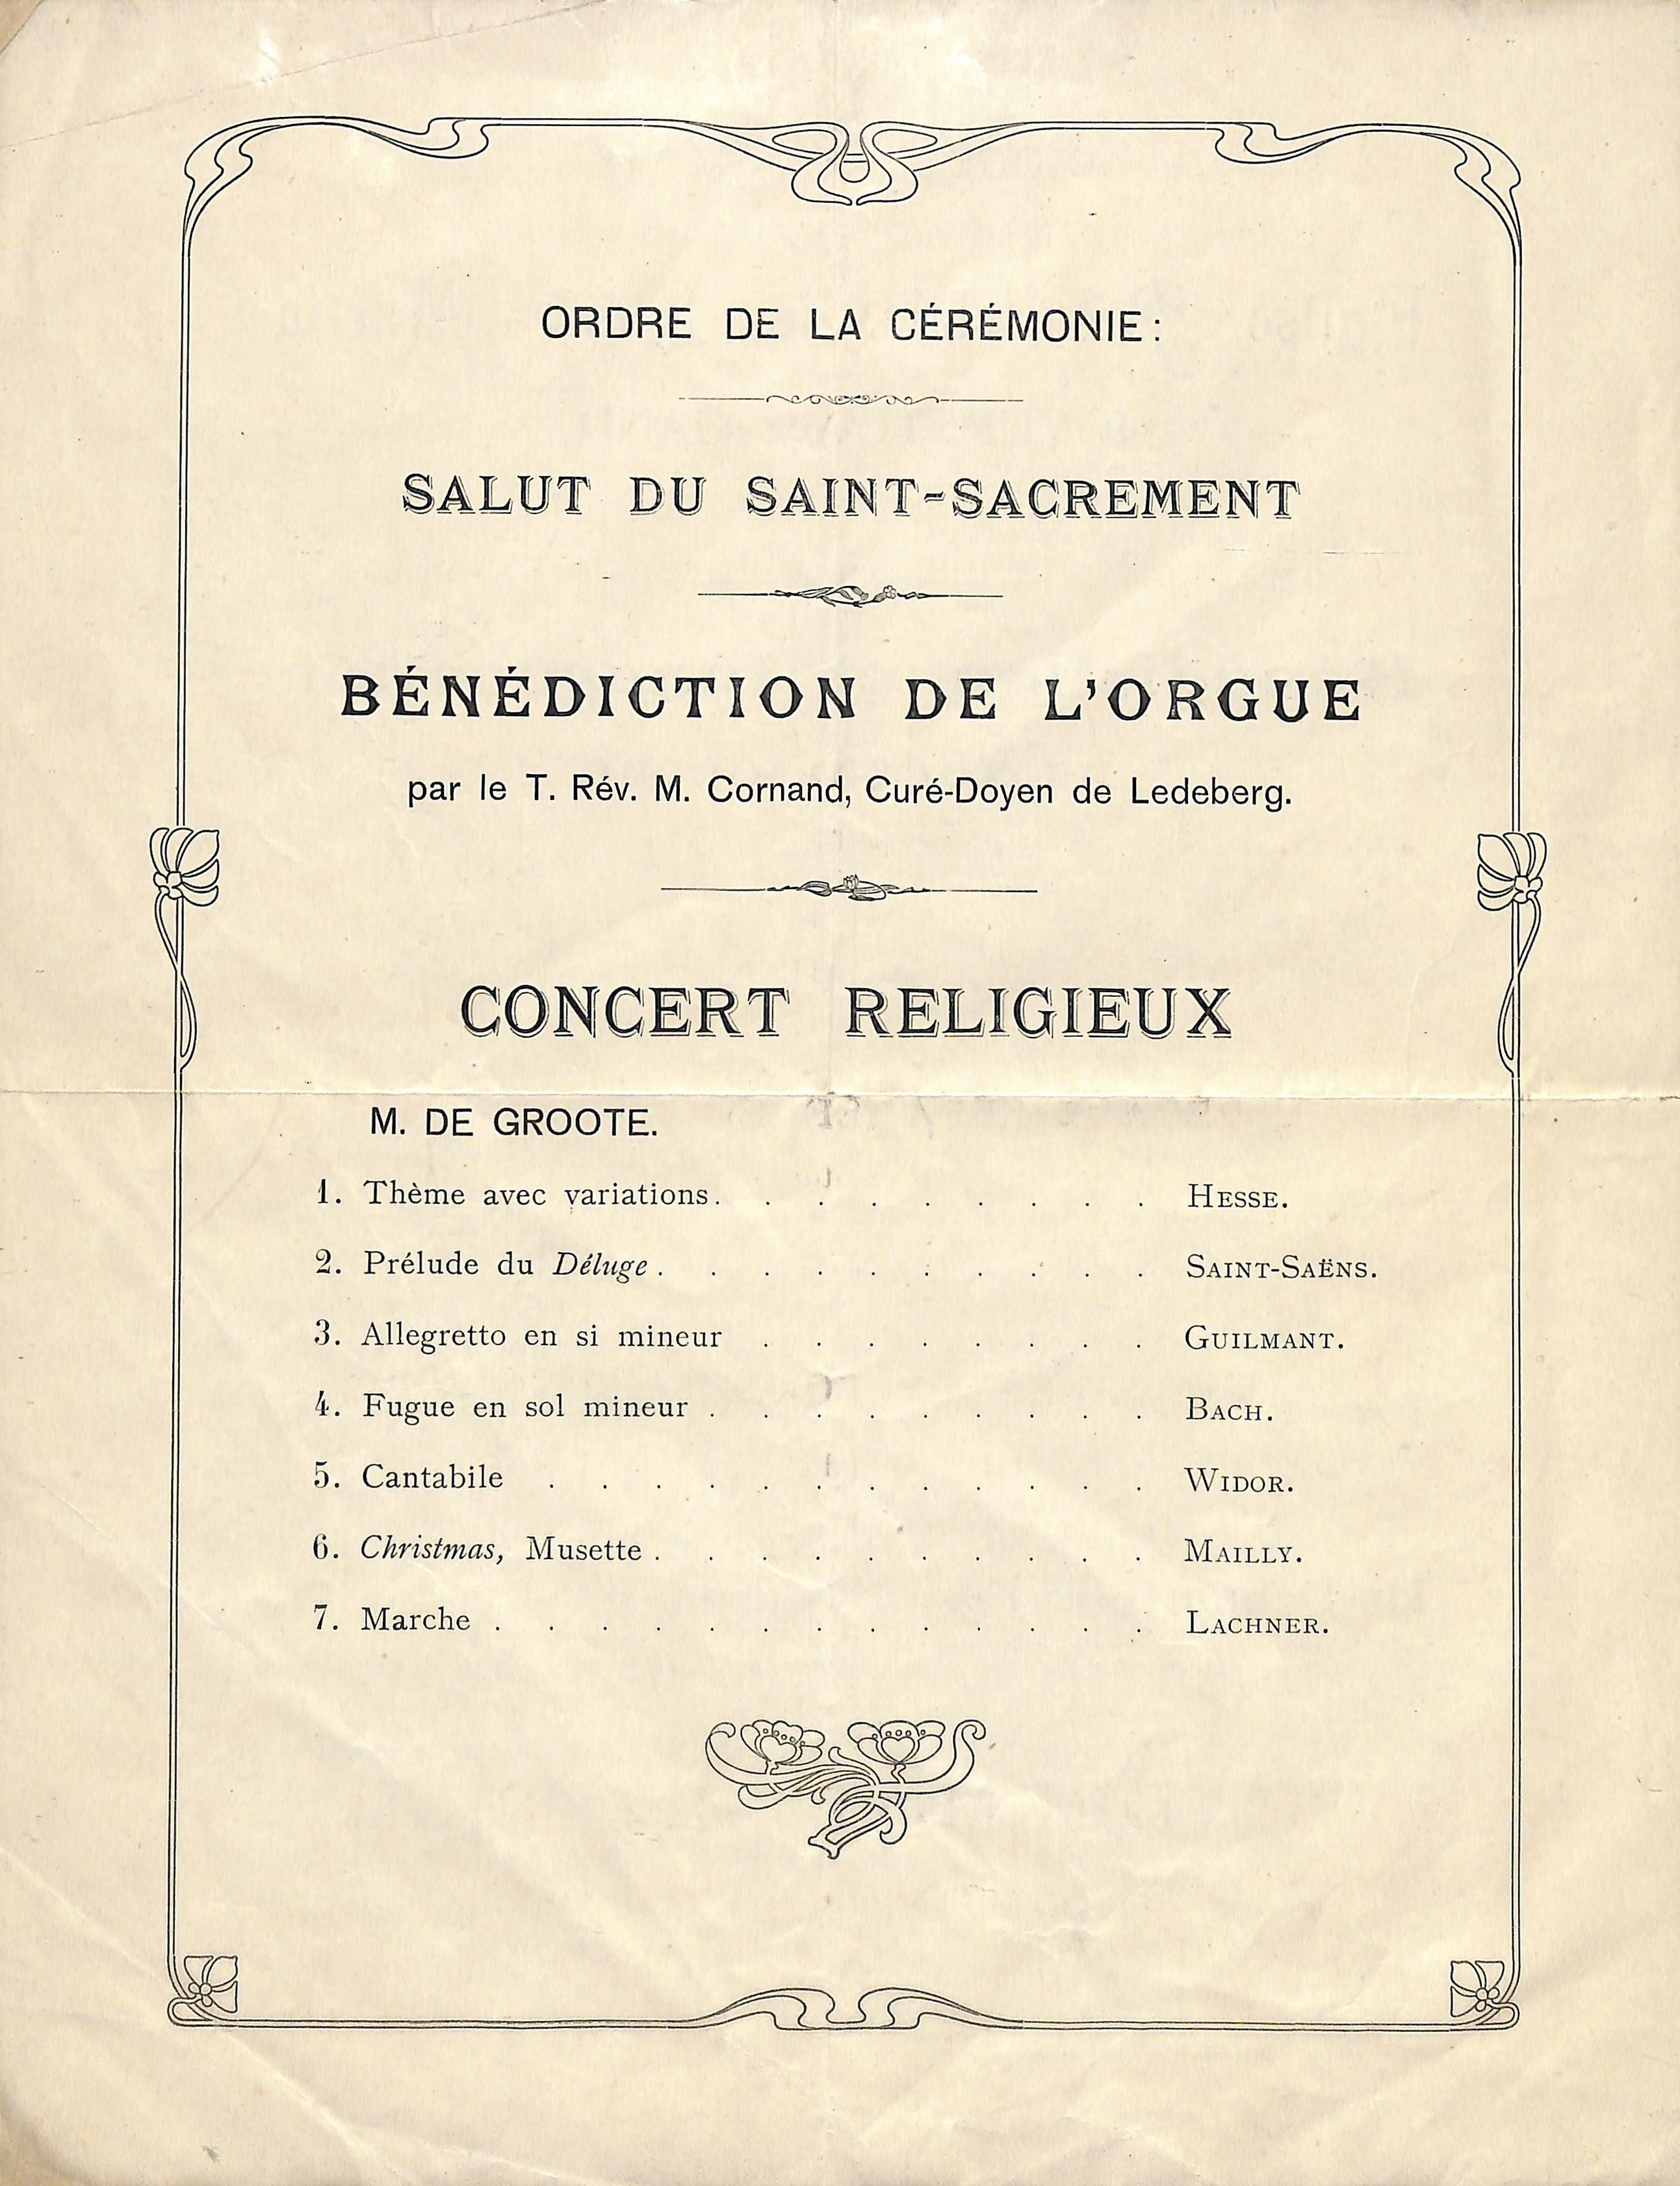 ORDRE DE LA CÉRÉMONIE:
SALUT DU SAINT-SACREMENT
BÉNÉDICTION DE L'ORGUE
par le T. Rév. M. Cornand, Curé-Doyen de Ledeberg.
CONCERT RELIGIEUX
M. DE GROOTE.
1. Thème avec variations. . . . . . . . . HESSE.
2. Prélude du Déluge . . . . . . . . . . SAINT-SAËNS.
3. Allegretto en si mineur . . . . . . . . GUILMANT.
4. Fugue en sol mineur . . . . . . . . . BACH.
5. Cantabile . . . . . . . . . . . . WIDOR.
6. Christmas, Musette . . . . . . . . . . MAILLY.
7. Marche . . . . . . . . . . . . . LACHNER.